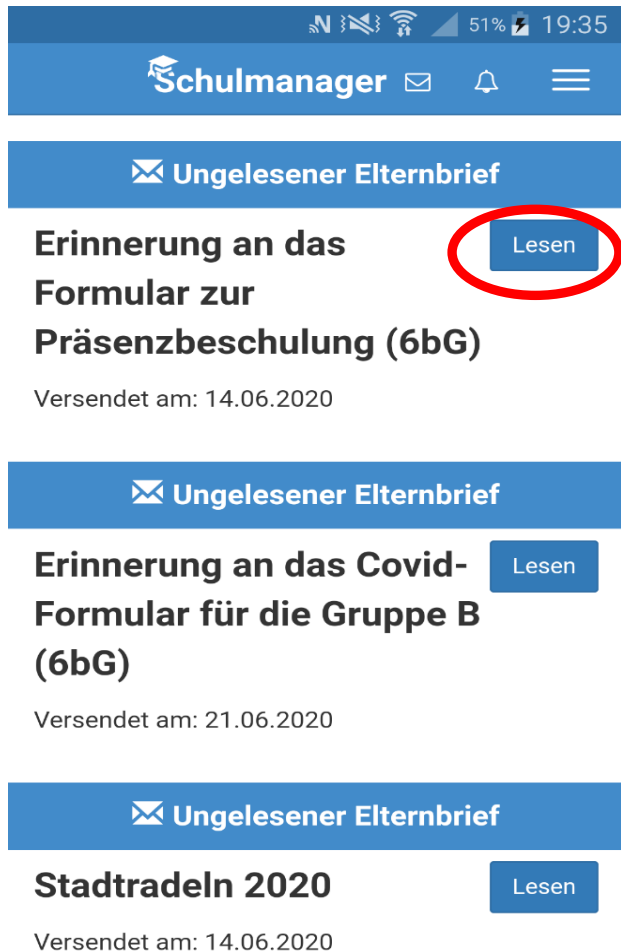 51% 19:35
Schulmanager
Ungelesener Elternbrief
Erinnerung an das
Formular zur
Präsenzbeschulung (6bG)
Lesen
Versendet am: 14.06.2020
Ungelesener Elternbrief
Erinnerung an das Covid-
Formular für die Gruppe B
(6bG)
Lesen
Versendet am: 21.06.2020
Ungelesener Elternbrief
Stadtradeln 2020
Lesen
Versendet am: 14.06.2020